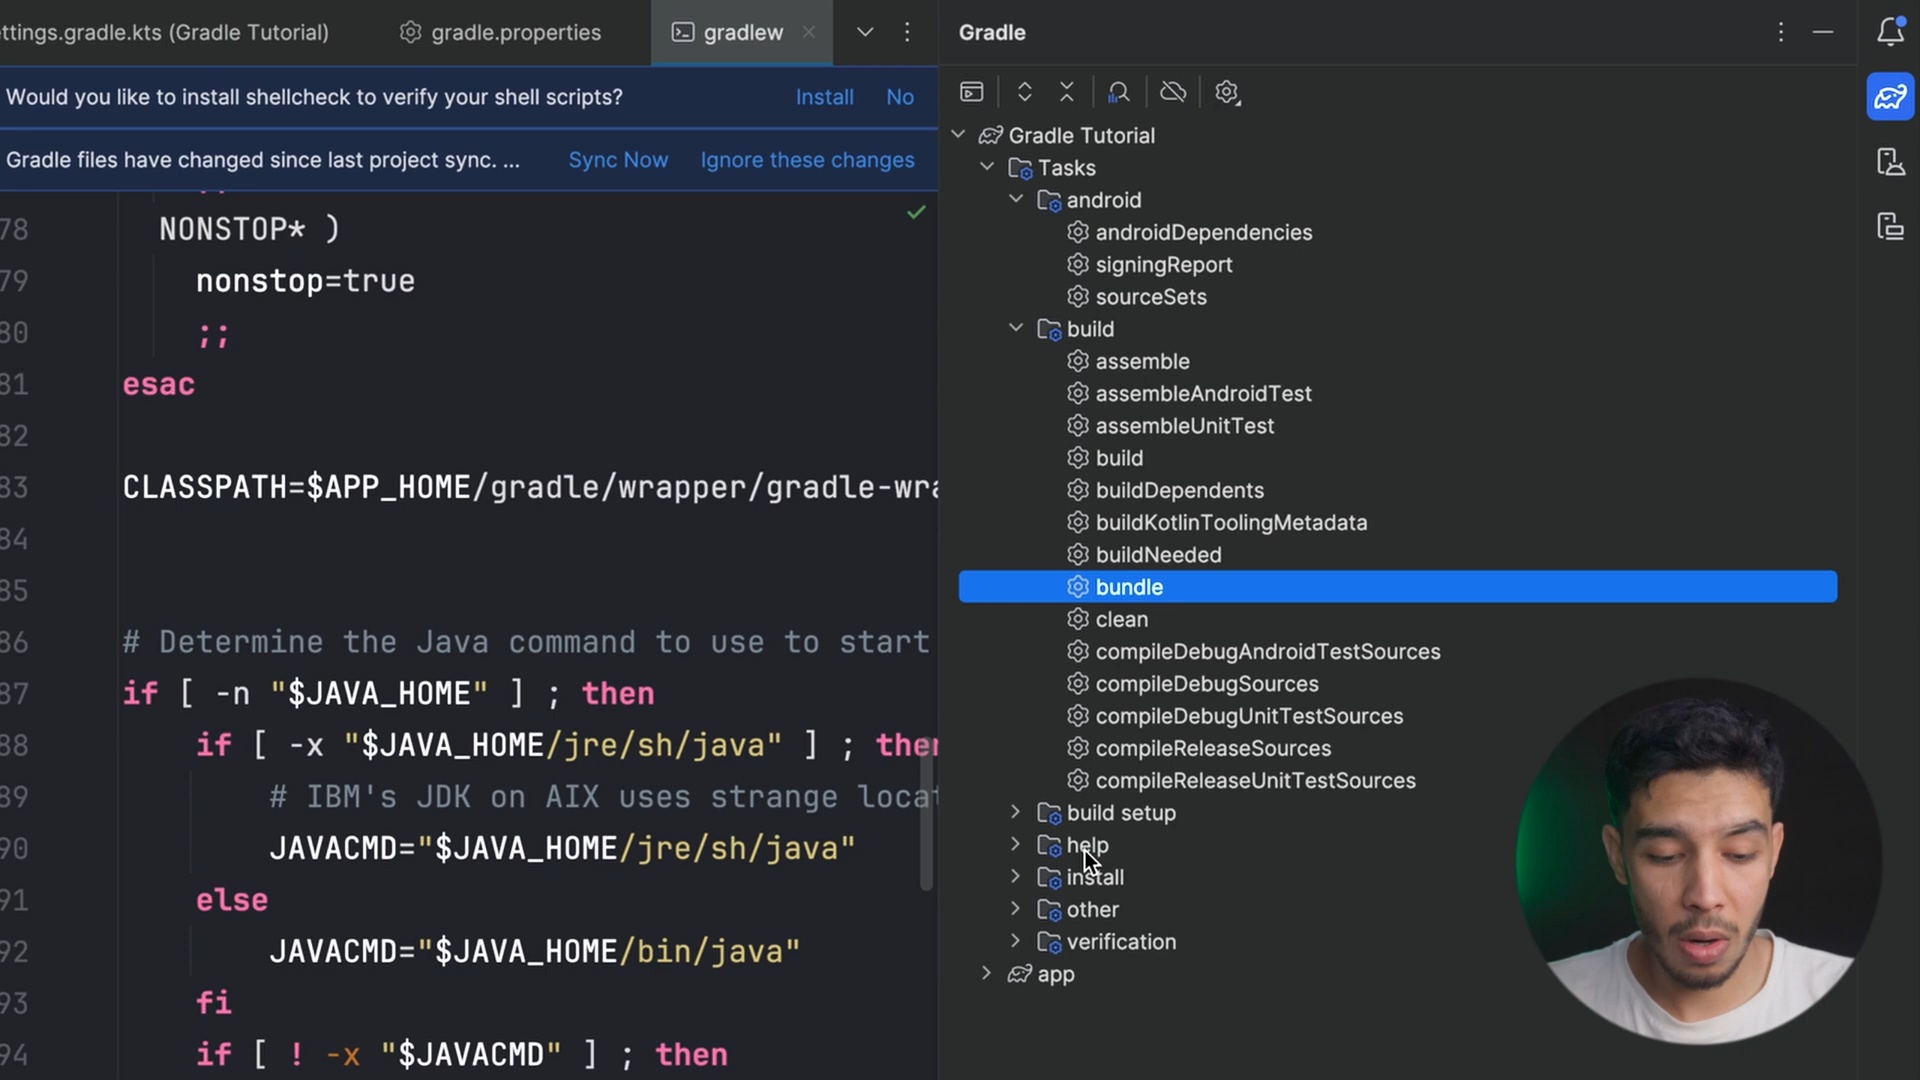 ettings.gradle.kts (Gradle Tutorial)
gradle.properties
gradlew
Would you like to install shellcheck to verify your shell scripts?
Install
No
Gradle files have changed since last project sync. ...
Sync Now
Ignore these changes
78 NONSTOP* )
79 nonstop=true
80 ;;
81 esac
82
83 CLASSPATH=$APP_HOME/gradle/wrapper/gradle-wra
84
85
86 # Determine the Java command to use to start
87 if [ -n "$JAVA_HOME" ] ; then
88 if [ -x "$JAVA_HOME/jre/sh/java" ] ; then
89 # IBM's JDK on AIX uses strange locat
90 JAVACMD="$JAVA_HOME/jre/sh/java"
91 else
92 JAVACMD="$JAVA_HOME/bin/java"
93 fi
94 if [ ! -x "$JAVACMD" ] ; then
Gradle
Gradle Tutorial
Tasks
android
androidDependencies
signingReport
sourceSets
build
assemble
assembleAndroidTest
assembleUnitTest
build
buildDependents
buildKotlinToolingMetadata
buildNeeded
bundle
clean
compileDebugAndroidTestSources
compileDebugSources
compileDebugUnitTestSources
compileReleaseSources
compileReleaseUnitTestSources
build setup
help
install
other
verification
app